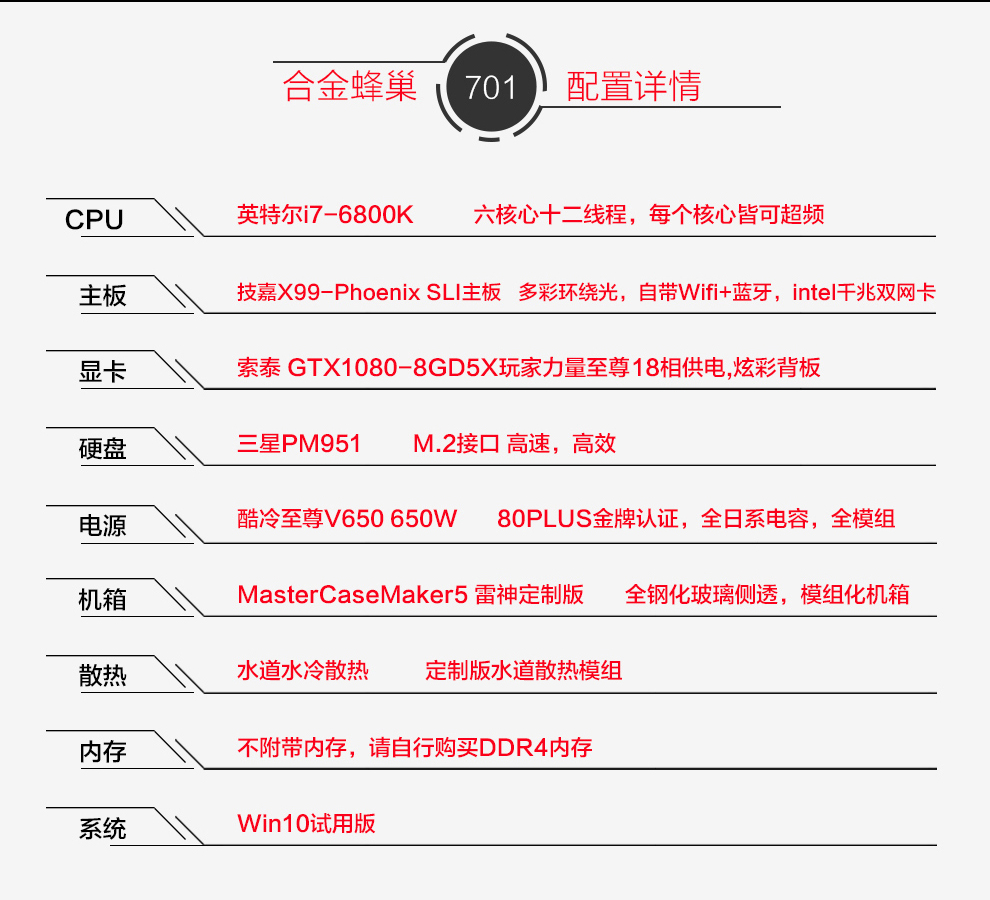 合金蜂巢 701 配置详情
CPU 英特尔i7-6800K 六核心十二线程，每个核心皆可超频
主板 技嘉X99-Phoenix SLI主板 多彩环绕光，自带Wifi+蓝牙，intel千兆双网卡
显卡 索泰 GTX1080-8GD5X玩家力量至尊18相供电,炫彩背板
硬盘 三星PM951 M.2接口 高速，高效
电源 酷冷至尊V650 650W 80PLUS金牌认证，全日系电容，全模组
机箱 MasterCaseMaker5 雷神定制版 全钢化玻璃侧透，模组化机箱
散热 水道水冷散热 定制版水道散热模组
内存 不附带内存，请自行购买DDR4内存
系统 Win10试用版